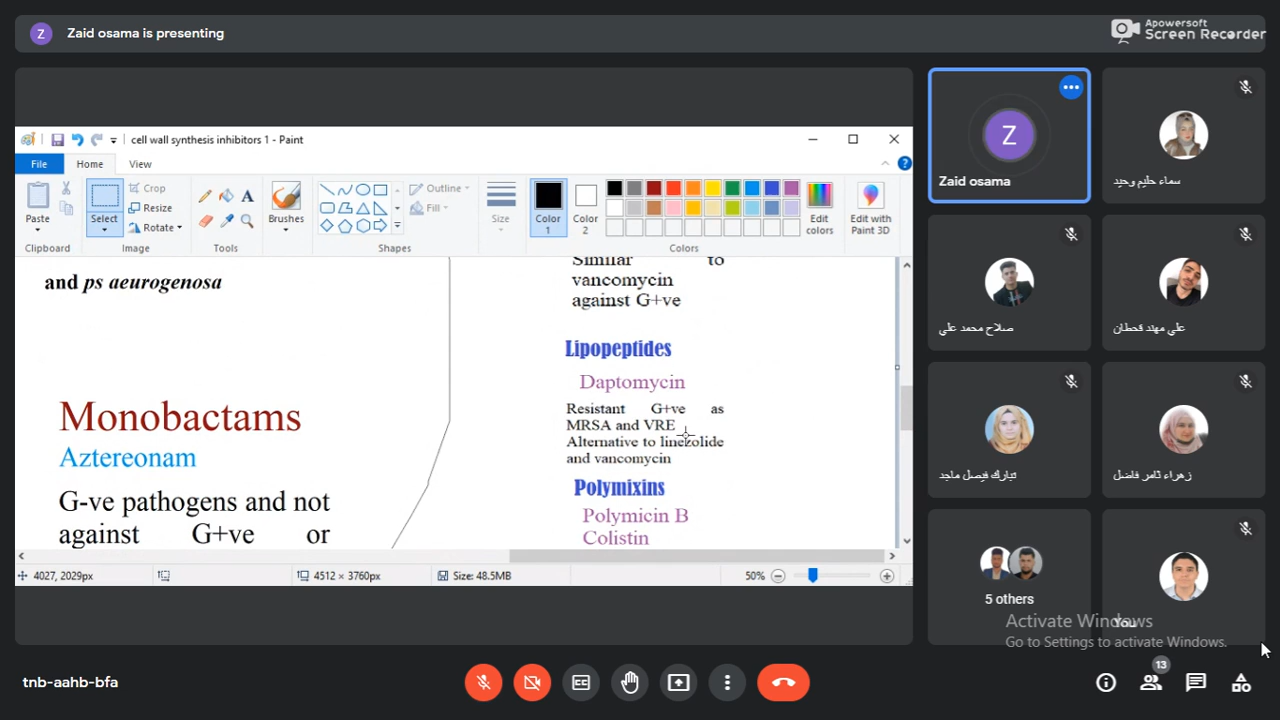 Z
Zaid osama is presenting
Apowersoft
Screen Recorder
cell wall synthesis inhibitors 1 - Paint
File
Home
View
Paste
Select
Crop
Resize
Rotate
A
Brushes
Outline
Fill
Size
Color
1
Color
2
Edit
colors
Edit with
Paint 3D
Clipboard
Image
Tools
Shapes
Colors
and ps aeurogenosa
Monobactams
Aztereonam
G-ve pathogens and not
against G+ve or
Similar to
vancomycin
against G+ve
Lipopeptides
Daptomycin
Resistant G+ve as
MRSA and VRE
Alternative to linezolide
and vancomycin
Polymixins
Polymicin B
Colistin
4027, 2029px
4512 × 3760px
Size: 48.5MB
50%
Z
Zaid osama
سماء حليم وحيد
صلاح محمد علي
علي مهند قحطان
تبارك فيصل ماجد
زهراء ثامر فاضل
5 others
You
Activate Windows
Go to Settings to activate Windows.
tnb-aahb-bfa
CC
13